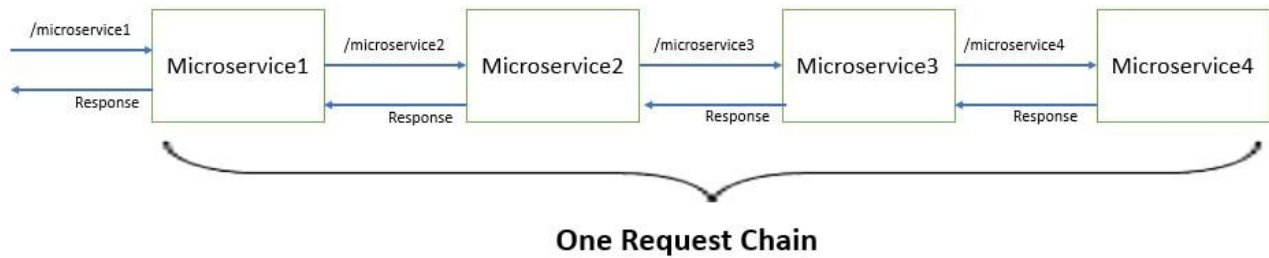 /microservice1
/microservice2
/microservice3
/microservice4
Microservice1
Microservice2
Microservice3
Microservice4
Response
Response
Response
Response
One Request Chain